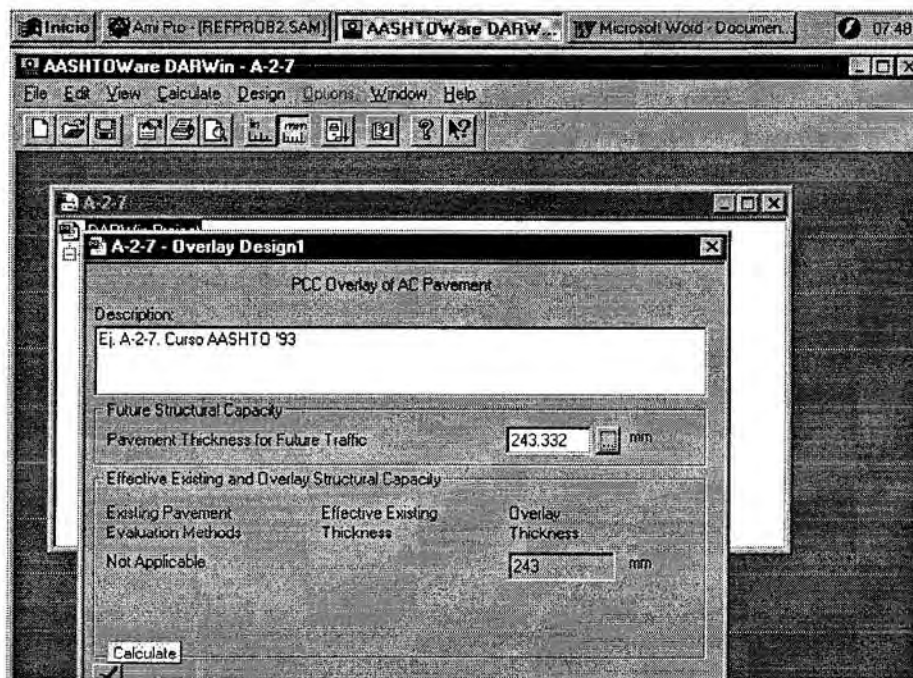 Inicio Ami Pro - [REFPROB2.SAM] AASHTOWare DARW... Microsoft Word - Documen... 07:48
AASHTOWare DARWin - A-2-7
File Edit View Calculate Design Options Window Help
A-2-7
DARWin Project
A-2-7 - Overlay Design1
PCC Overlay of AC Pavement
Description:
Ej. A-2-7. Curso AASHTO '93
Future Structural Capacity
Pavement Thickness for Future Traffic 243.332 mm
Effective Existing and Overlay Structural Capacity
Existing Pavement Effective Existing Overlay
Evaluation Methods Thickness Thickness
Not Applicable 243 mm
Calculate